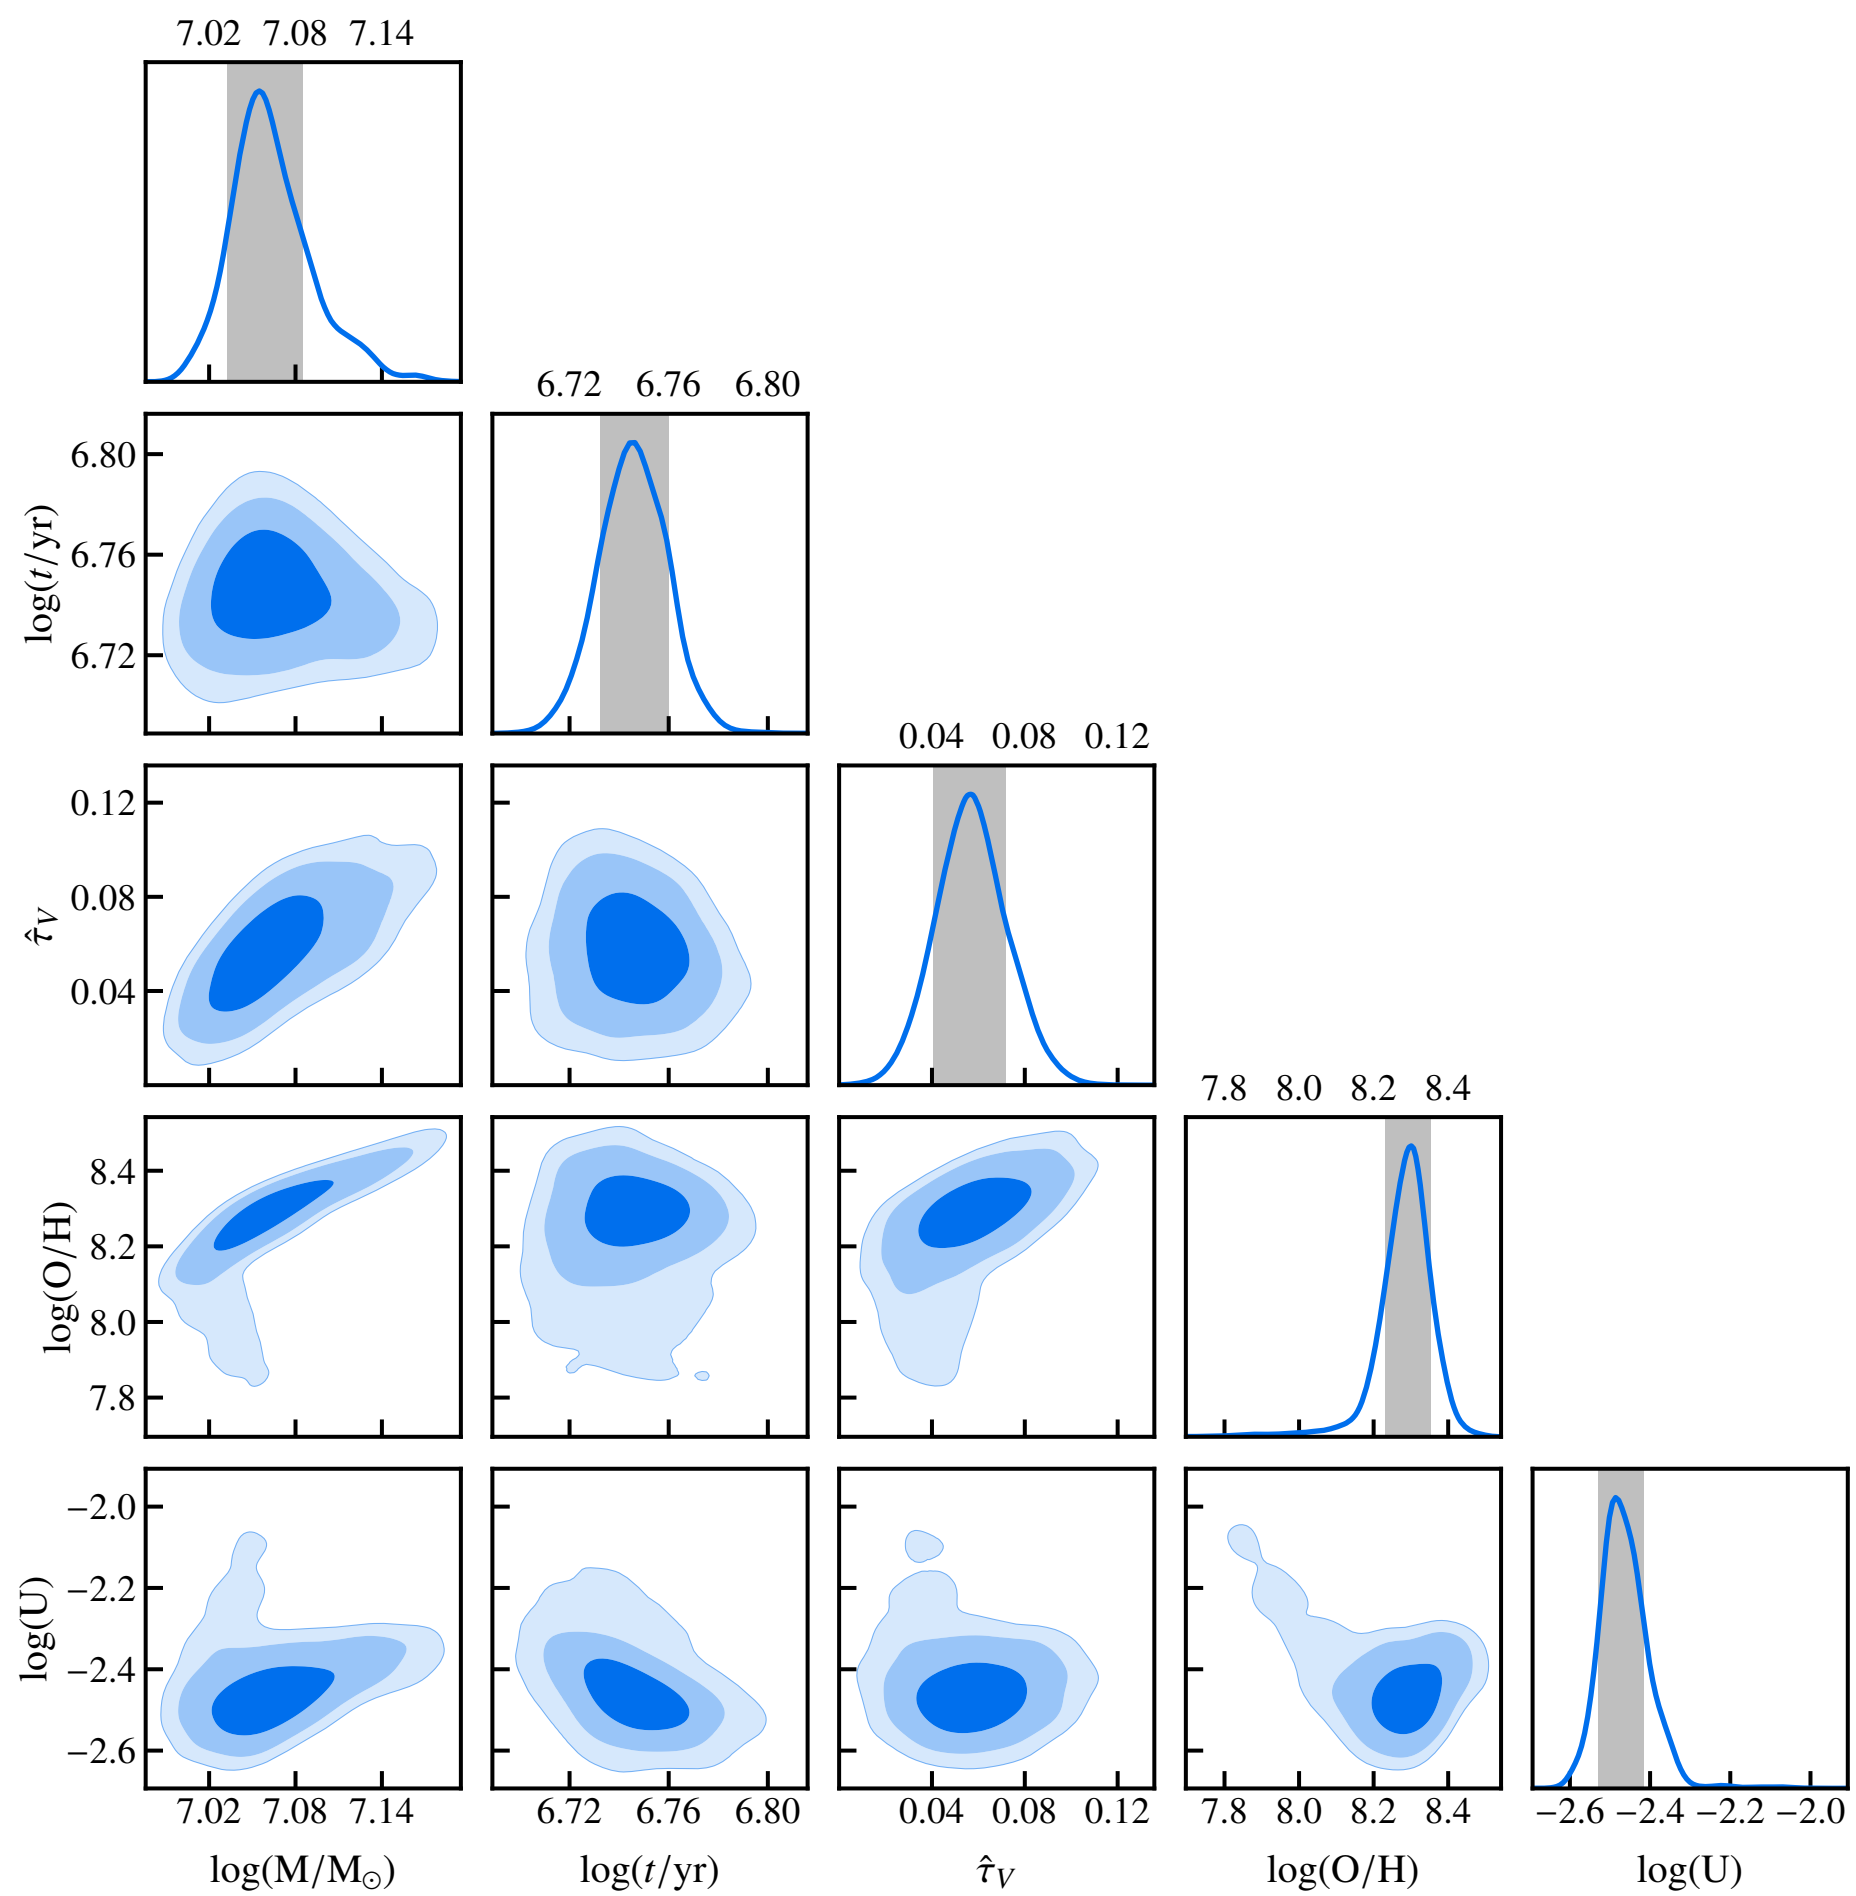 7.02 7.08 7.14
6.72 6.76 6.80
6.80
6.76
6.72
log(t/yr)
0.04 0.08 0.12
0.12
0.08
0.04
τ̂V
7.8 8.0 8.2 8.4
8.4
8.2
8.0
7.8
log(O/H)
−2.0
−2.2
−2.4
−2.6
log(U)
7.02 7.08 7.14 6.72 6.76 6.80 0.04 0.08 0.12 7.8 8.0 8.2 8.4 −2.6 −2.4 −2.2 −2.0
log(M/M⊙) log(t/yr) τ̂V log(O/H) log(U)